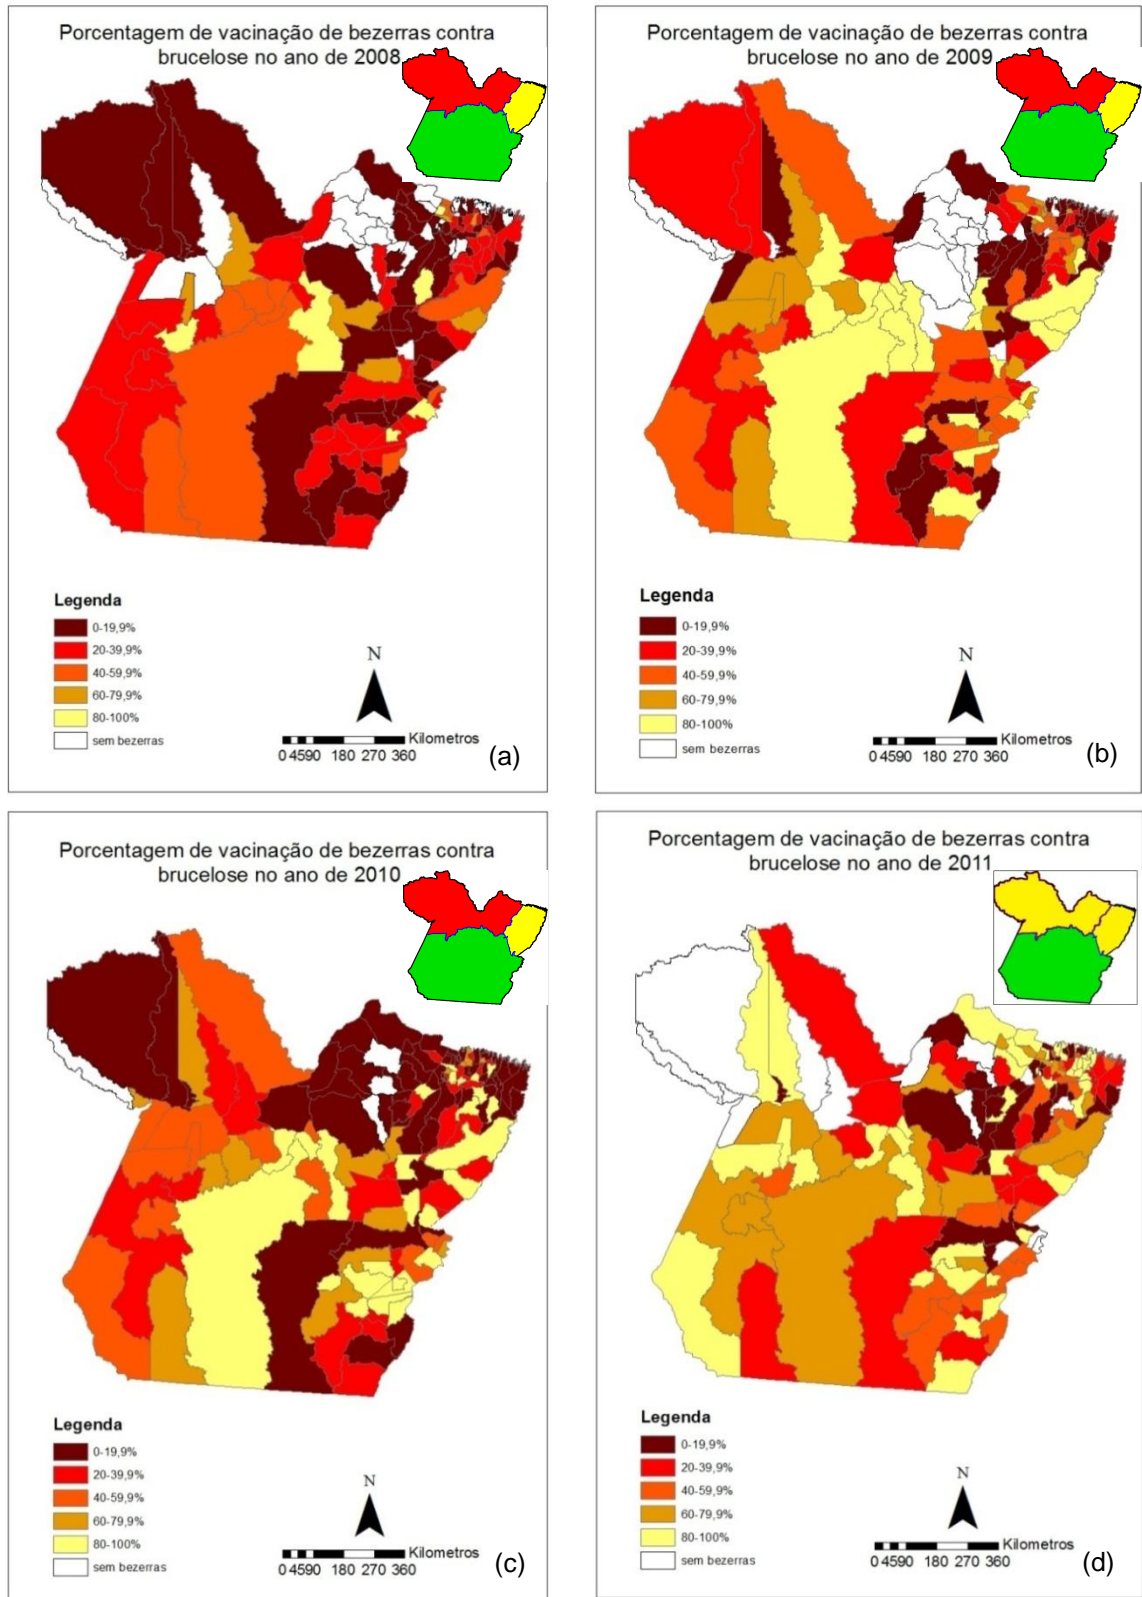 Porcentagem de vacinação de bezerras contra
brucelose no ano de 2008
Legenda
0-19,9%
20-39,9%
40-59,9%
60-79,9%
80-100%
sem bezerras
N
Kilometros
0 4590 180 270 360
(a)
Porcentagem de vacinação de bezerras contra
brucelose no ano de 2009
Legenda
0-19,9%
20-39,9%
40-59,9%
60-79,9%
80-100%
sem bezerras
N
Kilometros
0 4590 180 270 360
(b)
Porcentagem de vacinação de bezerras contra
brucelose no ano de 2010
Legenda
0-19,9%
20-39,9%
40-59,9%
60-79,9%
80-100%
sem bezerras
N
Kilometros
0 4590 180 270 360
(c)
Porcentagem de vacinação de bezerras contra
brucelose no ano de 2011
Legenda
0-19,9%
20-39,9%
40-59,9%
60-79,9%
80-100%
sem bezerras
N
Kilometros
0 4590 180 270 360
(d)